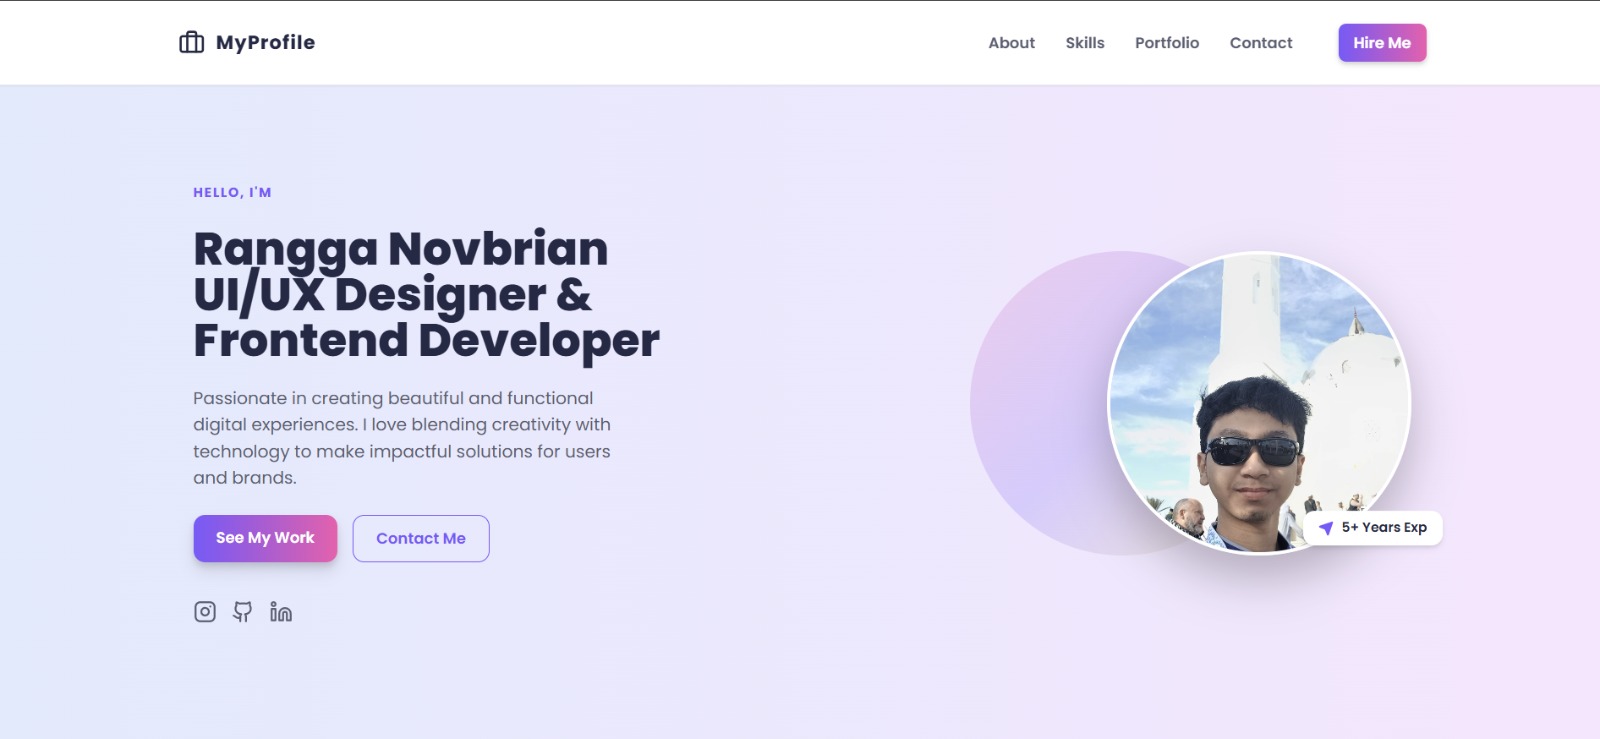 MyProfile
About
Skills
Portfolio
Contact
Hire Me
HELLO, I'M
Rangga Novbrian
UI/UX Designer &
Frontend Developer
Passionate in creating beautiful and functional
digital experiences. I love blending creativity with
technology to make impactful solutions for users
and brands.
See My Work
Contact Me
5+ Years Exp